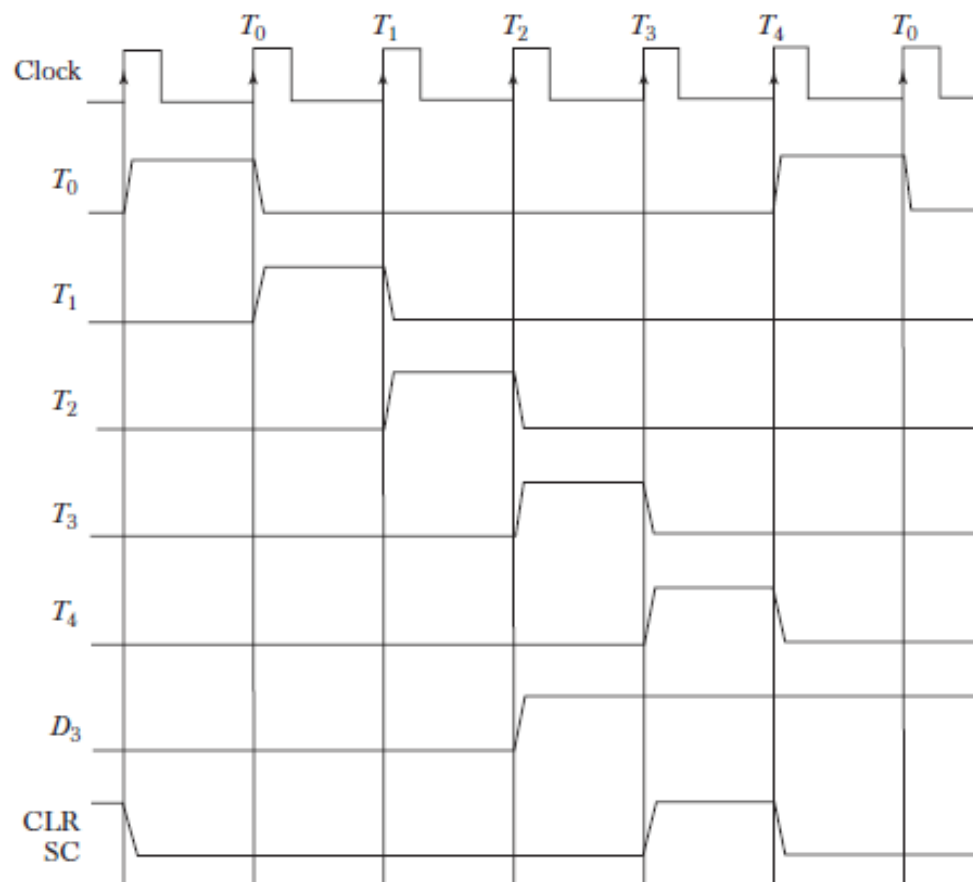 T₀ T₁ T₂ T₃ T₄ T₀
Clock
T₀
T₁
T₂
T₃
T₄
D₃
CLR
SC